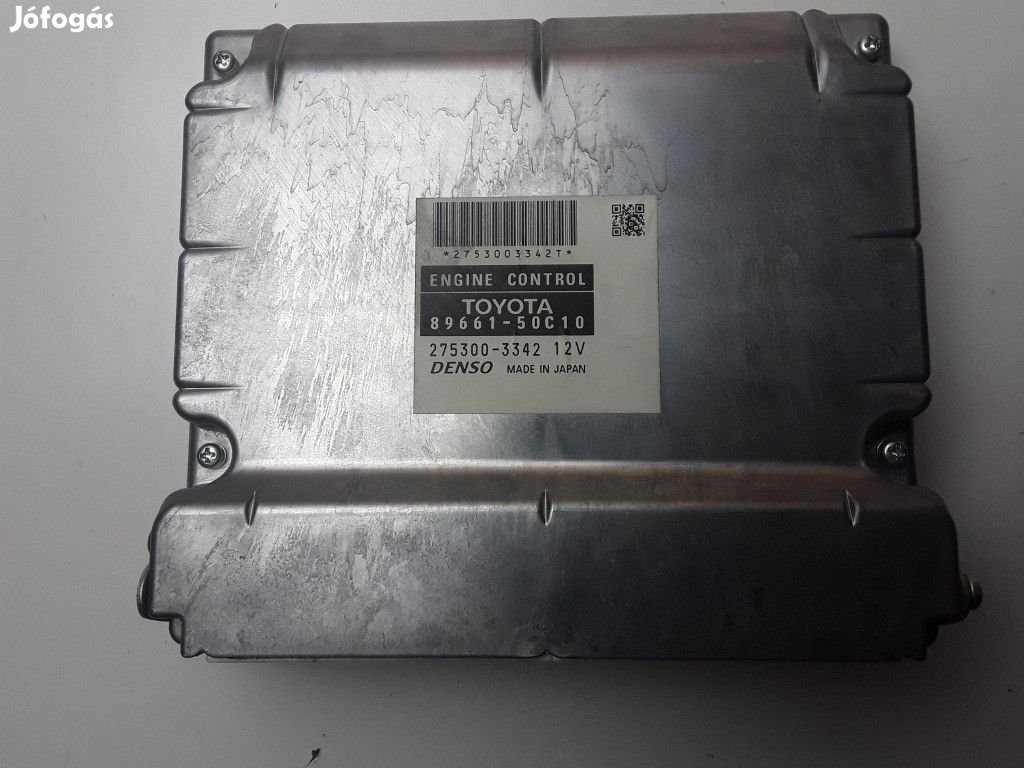 Jófogás
*2753003342T*
ENGINE CONTROL
TOYOTA
89661-50C10
275300-3342 12V
DENSO MADE IN JAPAN